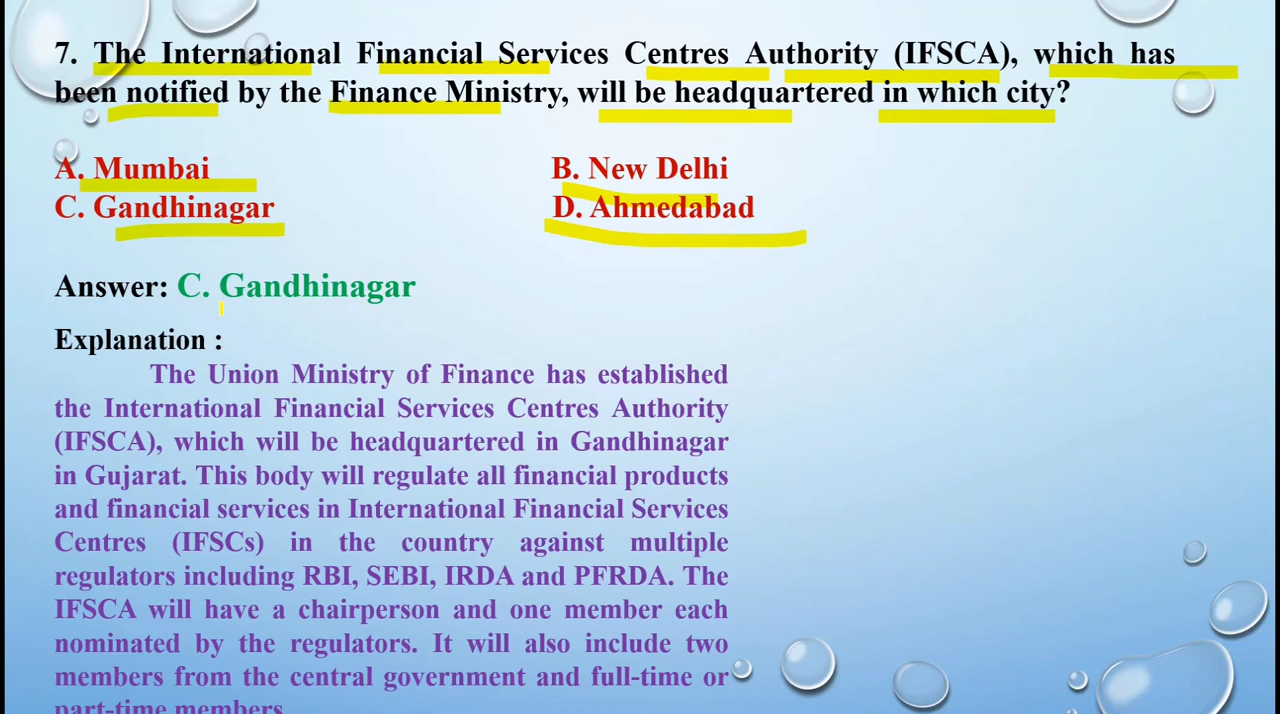 7. The International Financial Services Centres Authority (IFSCA), which has
been notified by the Finance Ministry, will be headquartered in which city?
A. Mumbai B. New Delhi
C. Gandhinagar D. Ahmedabad
Answer: C. Gandhinagar
Explanation :
The Union Ministry of Finance has established
the International Financial Services Centres Authority
(IFSCA), which will be headquartered in Gandhinagar
in Gujarat. This body will regulate all financial products
and financial services in International Financial Services
Centres (IFSCs) in the country against multiple
regulators including RBI, SEBI, IRDA and PFRDA. The
IFSCA will have a chairperson and one member each
nominated by the regulators. It will also include two
members from the central government and full-time or
part-time members.